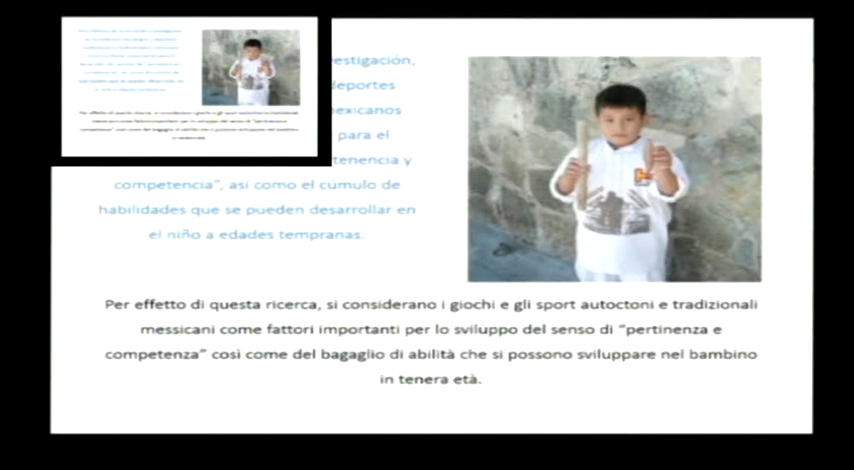 vestigación,
deportes
mexicanos
para el
tenencia y
competencia", asi como el cúmulo de
habilidades que se pueden desarrollar en
el niño a edades tempranas.
Per effetto di questa ricerca, si considerano i giochi e gli sport autoctoni e tradizionali
messicani come fattori importanti per lo sviluppo del senso di "pertinenza e
competenza" così come del bagaglio di abilità che si possono sviluppare nel bambino
in tenera età.